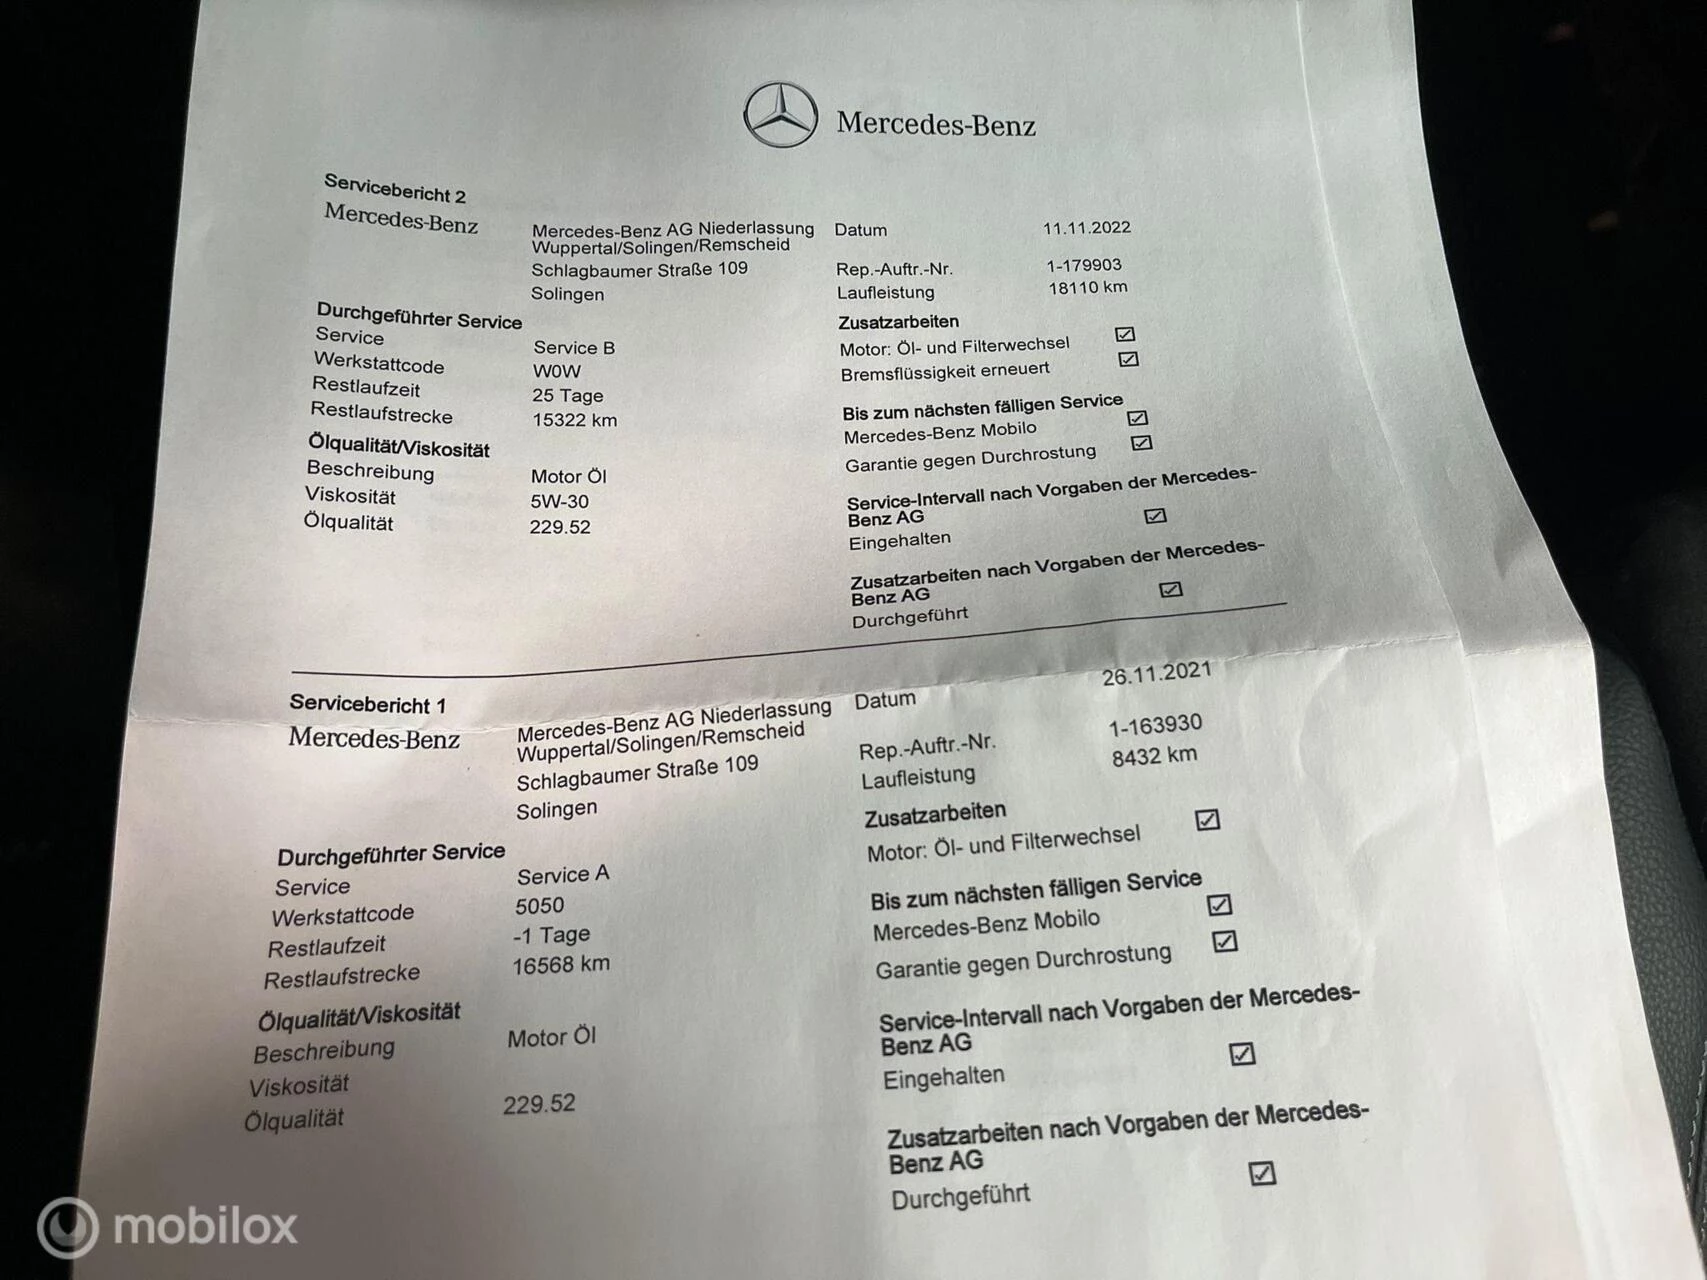 Mercedes-Benz
Servicebericht 2
Mercedes-Benz
Mercedes-Benz AG Niederlassung
Wuppertal/Solingen/Remscheid
Schlagbaumer Straße 109
Solingen
Datum 11.11.2022
Rep.-Auftr.-Nr. 1-179903
Laufleistung 18110 km
Durchgeführter Service
Service Service B
Werkstattcode W0W
Restlaufzeit 25 Tage
Restlaufstrecke 15322 km
Ölqualität/Viskosität
Beschreibung Motor Öl
Viskosität 5W-30
Ölqualität 229.52
Zusatzarbeiten
Motor: Öl- und Filterwechsel
Bremsflüssigkeit erneuert
Bis zum nächsten fälligen Service
Mercedes-Benz Mobilo
Garantie gegen Durchrostung
Service-Intervall nach Vorgaben der Mercedes-
Benz AG
Eingehalten
Zusatzarbeiten nach Vorgaben der Mercedes-
Benz AG
Durchgeführt
Servicebericht 1
Mercedes-Benz
Mercedes-Benz AG Niederlassung
Wuppertal/Solingen/Remscheid
Schlagbaumer Straße 109
Solingen
Datum 26.11.2021
Rep.-Auftr.-Nr. 1-163930
Laufleistung 8432 km
Durchgeführter Service
Service Service A
Werkstattcode 5050
Restlaufzeit -1 Tage
Restlaufstrecke 16568 km
Ölqualität/Viskosität
Beschreibung Motor Öl
Viskosität
Ölqualität 229.52
Zusatzarbeiten
Motor: Öl- und Filterwechsel
Bis zum nächsten fälligen Service
Mercedes-Benz Mobilo
Garantie gegen Durchrostung
Service-Intervall nach Vorgaben der Mercedes-
Benz AG
Eingehalten
Zusatzarbeiten nach Vorgaben der Mercedes-
Benz AG
Durchgeführt
mobilox